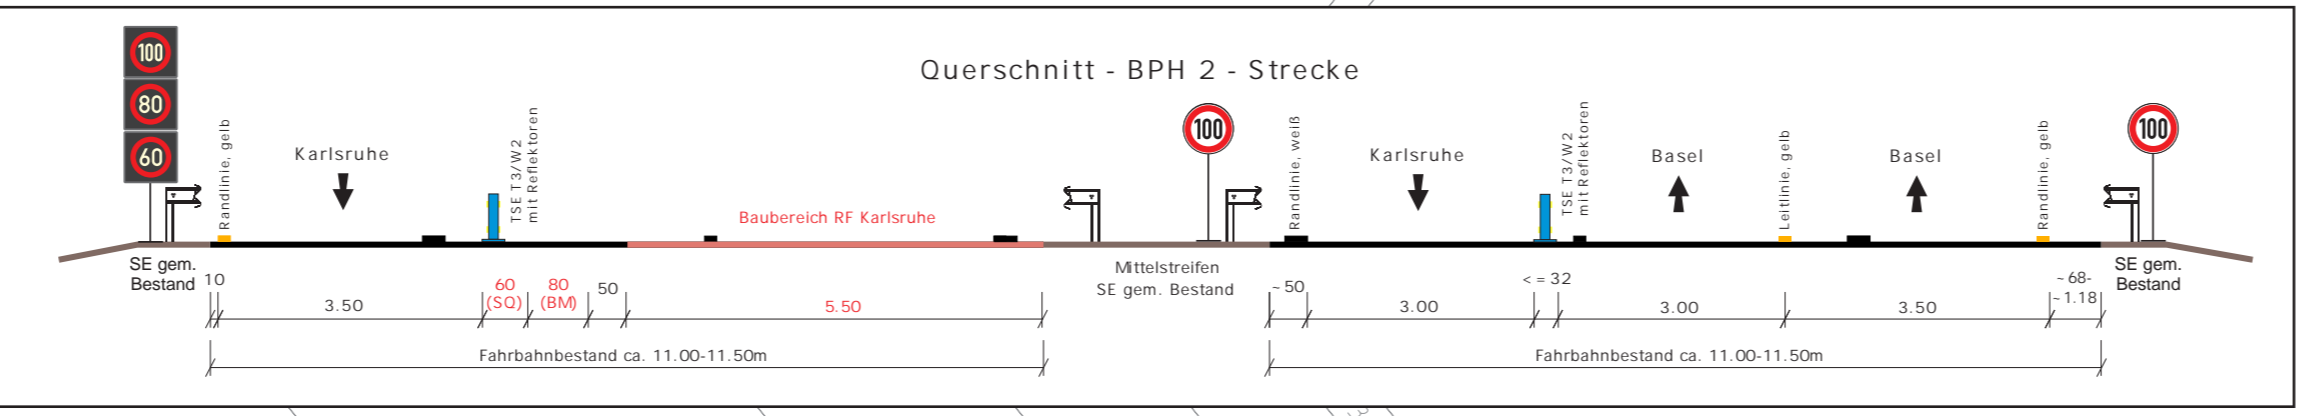 Querschnitt - BPH 2 - Strecke
100
80
60
Randlinie, gelb
Karlsruhe
TSE T3/W2
mit Reflektoren
Baubereich RF Karlsruhe
100
Randlinie, weiß
Karlsruhe
TSE T3/W2
mit Reflektoren
Basel
Leitlinie, gelb
Basel
Randlinie, gelb
100
SE gem.
Bestand
10
3.50
60
(SQ)
80
(BM)
50
5.50
Mittelstreifen
SE gem. Bestand
~50
3.00
<=32
3.00
3.50
~68-
~1.18
SE gem.
Bestand
Fahrbahnbestand ca. 11.00-11.50m
Fahrbahnbestand ca. 11.00-11.50m